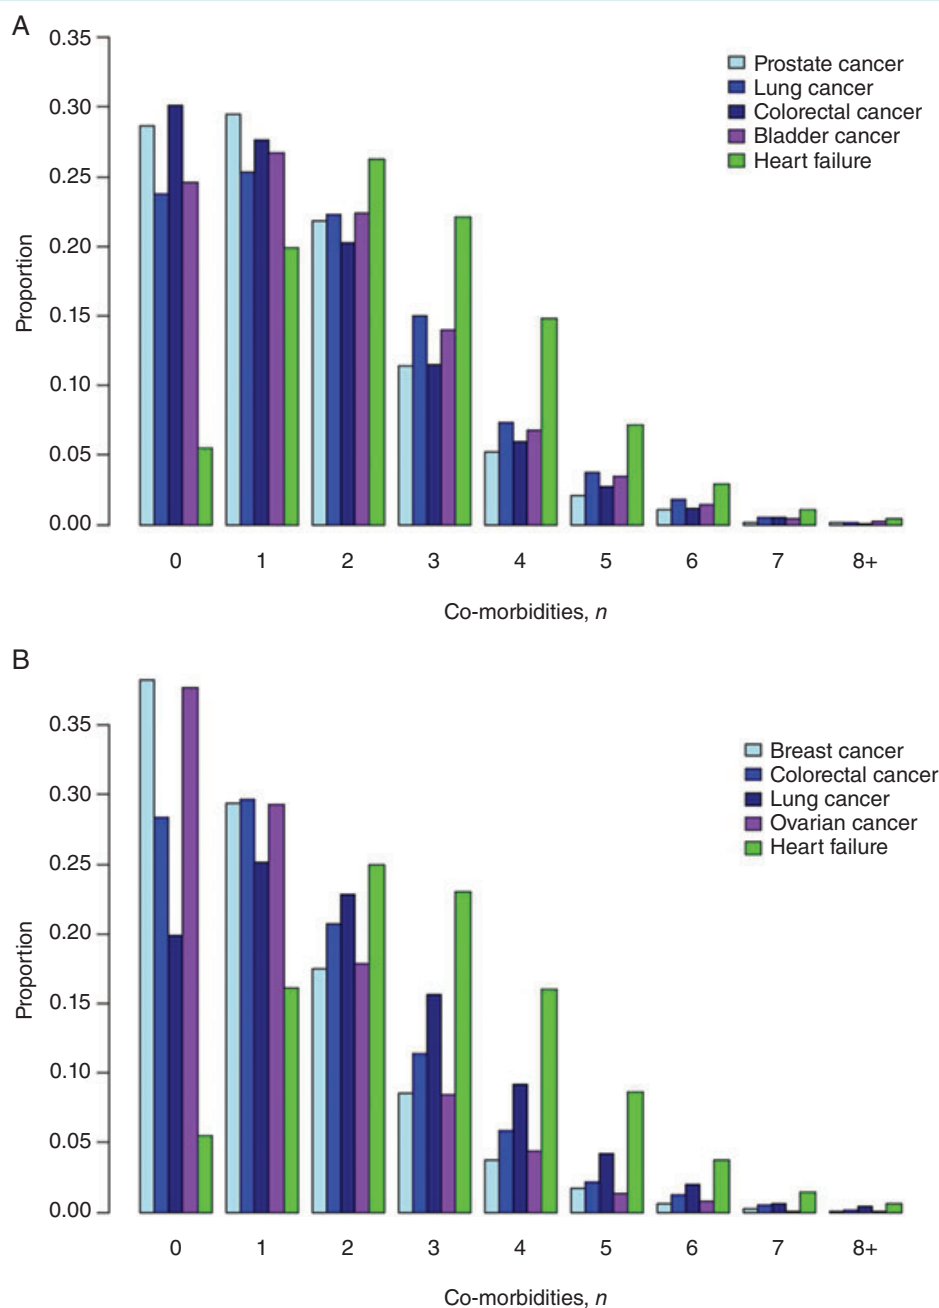 A
0.35
0.30
0.25
0.20
0.15
0.10
0.05
0.00
Proportion
Prostate cancer
Lung cancer
Colorectal cancer
Bladder cancer
Heart failure
0 1 2 3 4 5 6 7 8+
Co-morbidities, n
B
0.35
0.30
0.25
0.20
0.15
0.10
0.05
0.00
Proportion
Breast cancer
Colorectal cancer
Lung cancer
Ovarian cancer
Heart failure
0 1 2 3 4 5 6 7 8+
Co-morbidities, n